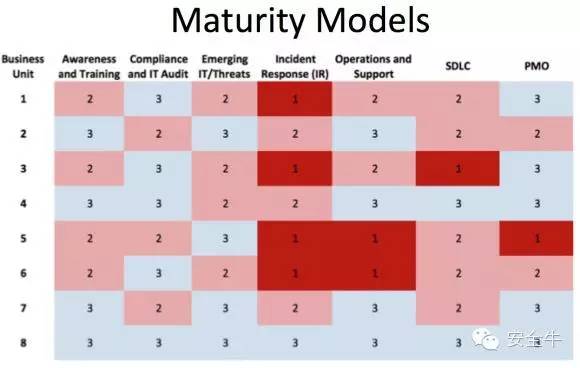 Maturity Models
Business Unit Awareness and Training Compliance and IT Audit Emerging IT/Threats Incident Response (IR) Operations and Support SDLC PMO
1 2 3 2 1 2 2 3
2 3 2 3 2 3 2 2
3 2 3 2 1 2 1 3
4 3 3 2 2 3 3 3
5 2 2 3 1 1 2 1
6 2 3 2 1 1 2 2
7 3 2 3 2 3 2 3
8 3 3 3 3 3 3 3
安全牛